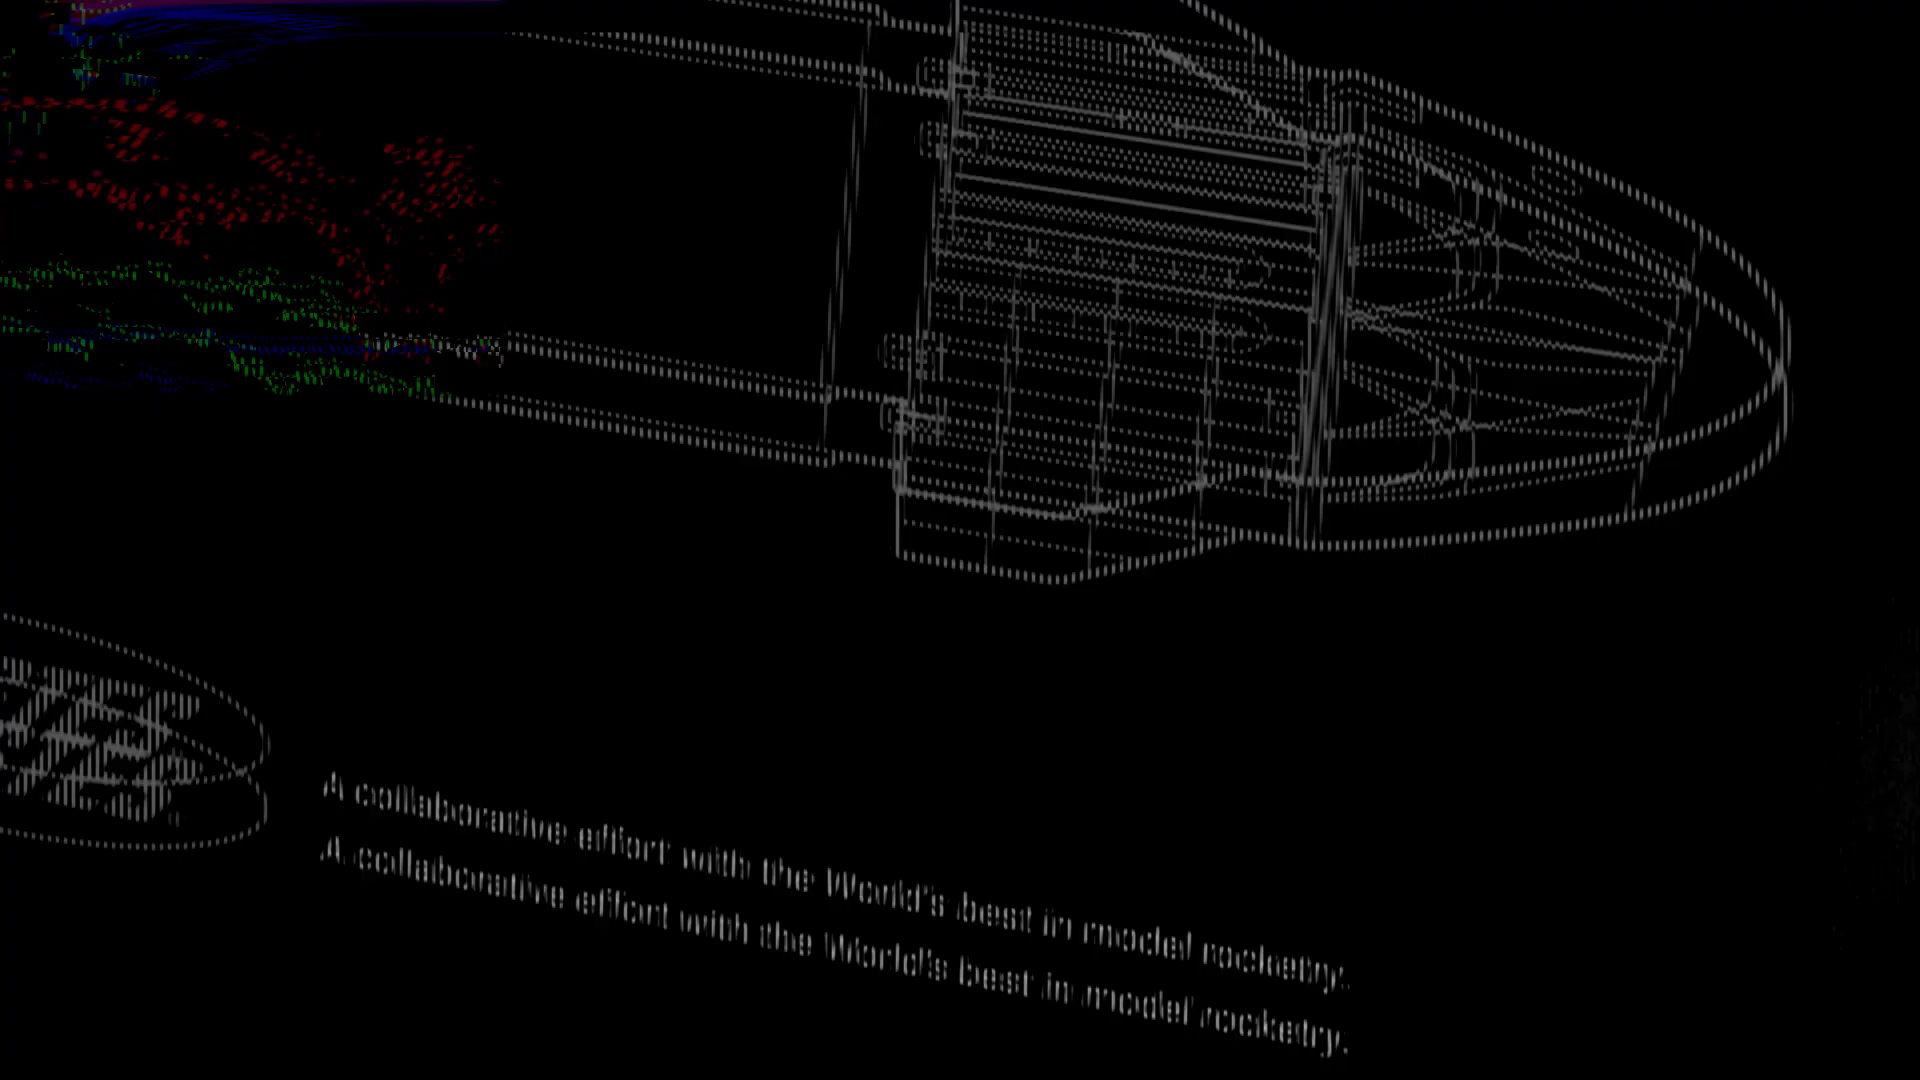 A collaborative effort with the World's best in model rocketry.
A collaborative effort with the World's best in model rocketry.